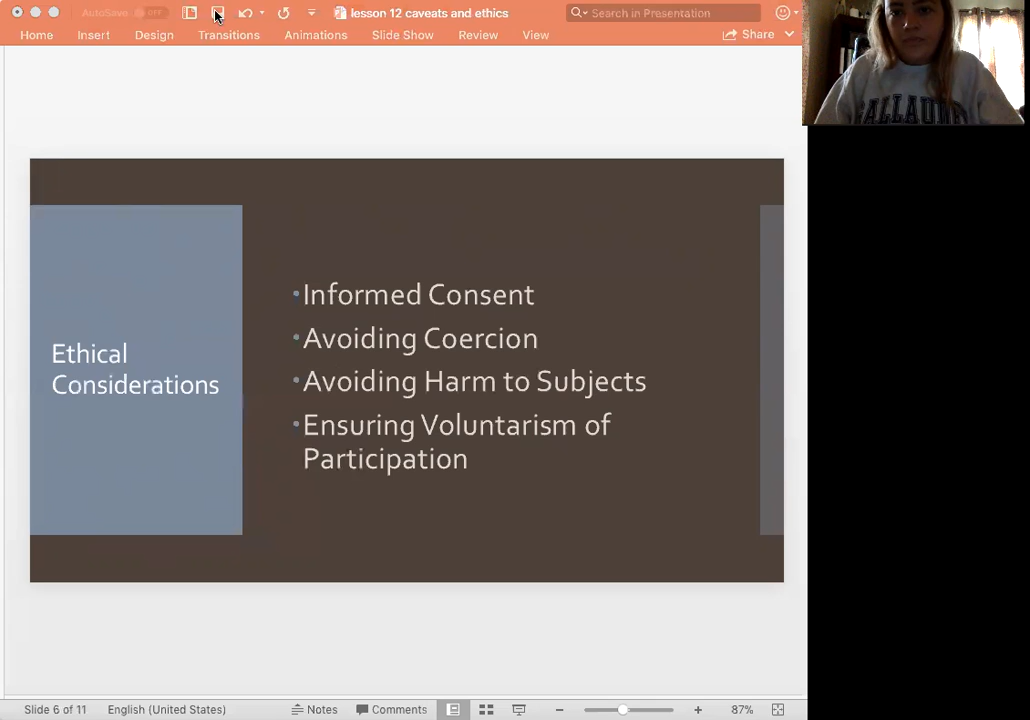 AutoSave OFF
lesson 12 caveats and ethics
Search in Presentation
Home Insert Design Transitions Animations Slide Show Review View Share
Ethical
Considerations
•Informed Consent
•Avoiding Coercion
•Avoiding Harm to Subjects
•Ensuring Voluntarism of
Participation
Slide 6 of 11 English (United States) Notes Comments 87%